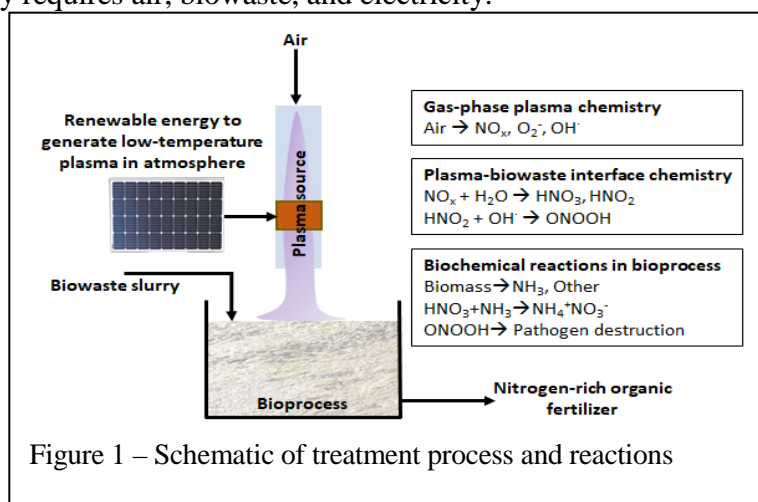 y requires air, biowaste, and electricity.
Air
Renewable energy to
generate low-temperature
plasma in atmosphere
Plasma source
Biowaste slurry
Bioprocess
Nitrogen-rich organic
fertilizer
Gas-phase plasma chemistry
Air → NOₓ, O₂⁻, OH˙
Plasma-biowaste interface chemistry
NOₓ + H₂O → HNO₃, HNO₂
HNO₂ + OH˙ → ONOOH
Biochemical reactions in bioprocess
Biomass→NH₃, Other
HNO₃+NH₃→NH₄⁺NO₃⁻
ONOOH→ Pathogen destruction
Figure 1 – Schematic of treatment process and reactions